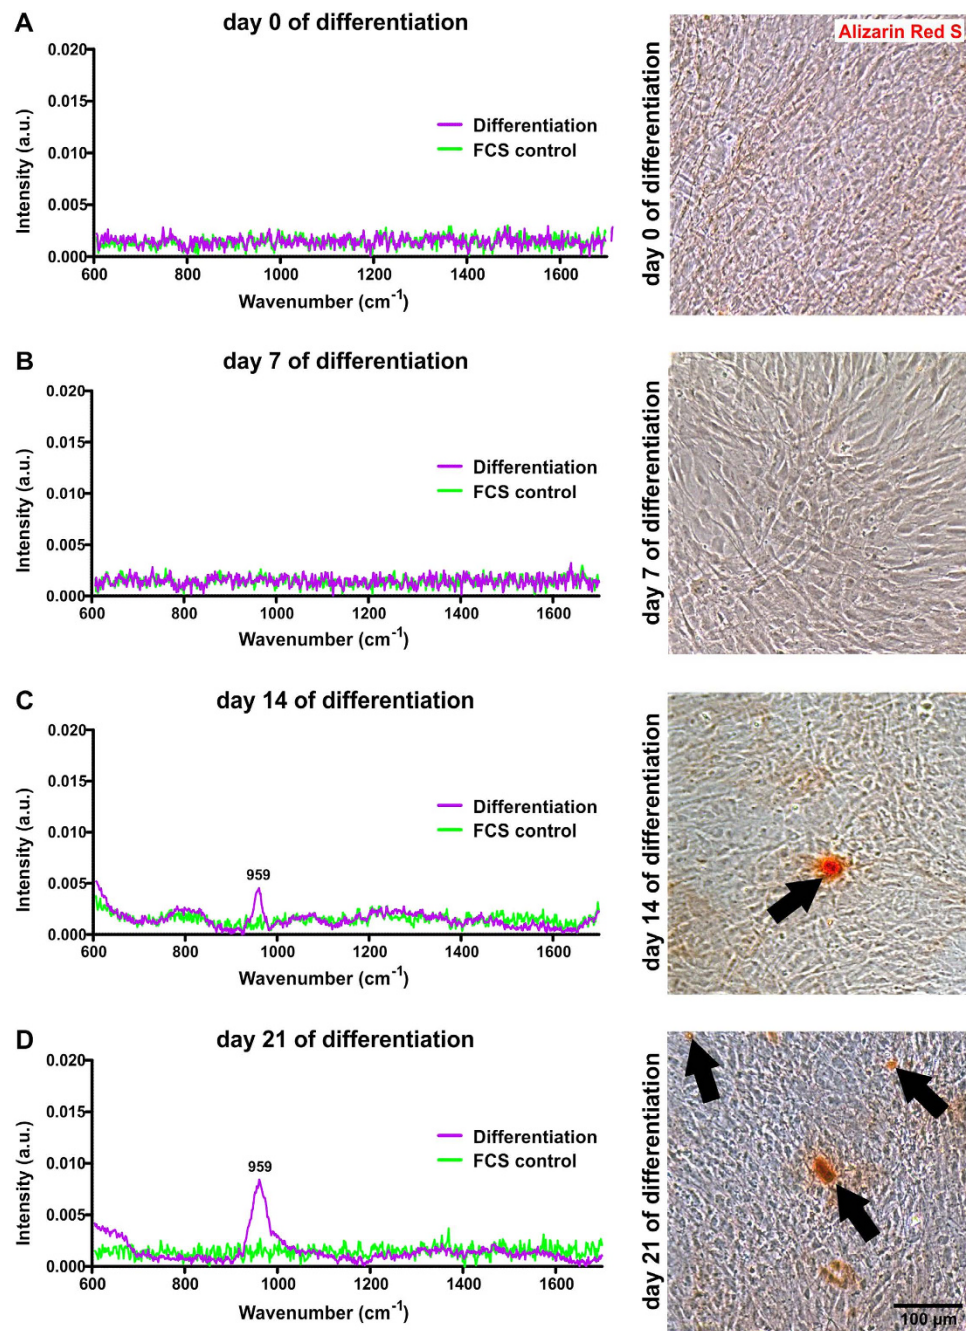 A
day 0 of differentiation
0.020
0.015
0.010
0.005
0.000
Intensity (a.u.)
Differentiation
FCS control
600
800
1000
1200
1400
1600
Wavenumber (cm⁻¹)
day 0 of differentiation
Alizarin Red S
B
day 7 of differentiation
0.020
0.015
0.010
0.005
0.000
Intensity (a.u.)
Differentiation
FCS control
600
800
1000
1200
1400
1600
Wavenumber (cm⁻¹)
day 7 of differentiation
C
day 14 of differentiation
0.020
0.015
0.010
0.005
0.000
Intensity (a.u.)
Differentiation
FCS control
959
600
800
1000
1200
1400
1600
Wavenumber (cm⁻¹)
day 14 of differentiation
D
day 21 of differentiation
0.020
0.015
0.010
0.005
0.000
Intensity (a.u.)
Differentiation
FCS control
959
600
800
1000
1200
1400
1600
Wavenumber (cm⁻¹)
day 21 of differentiation
100 µm